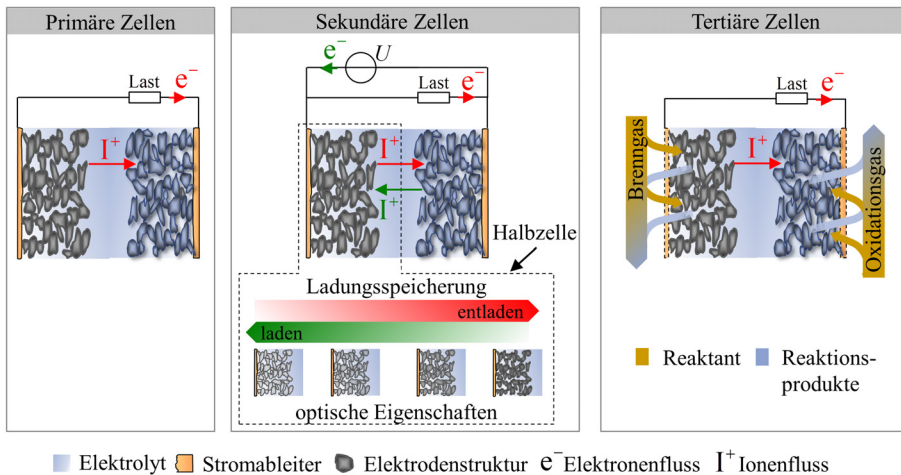 Primäre Zellen
Last
e⁻
I⁺
Sekundäre Zellen
e⁻
U
Last
e⁻
I⁺
I⁺
Halbzelle
Ladungsspeicherung
entladen
laden
optische Eigenschaften
Tertiäre Zellen
Last
e⁻
I⁺
Brenngas
Oxidationsgas
Reaktant
Reaktions-
produkte
Elektrolyt Stromableiter Elektrodenstruktur e⁻ Elektronenfluss I⁺ Ionenfluss